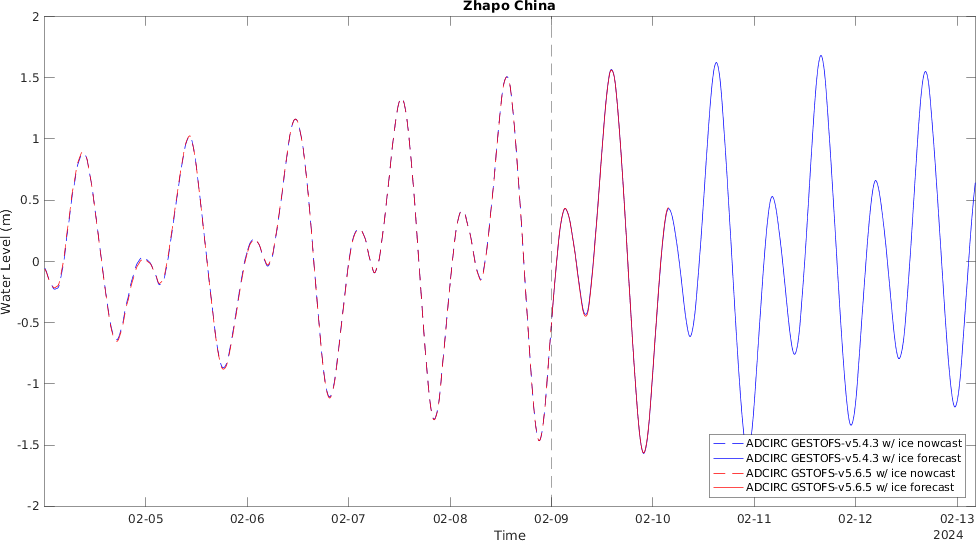 Zhapo China
2
1.5
1
0.5
0
-0.5
-1
-1.5
-2
Water Level (m)
02-05 02-06 02-07 02-08 02-09 02-10 02-11 02-12 02-13
2024
Time
ADCIRC GESTOFS-v5.4.3 w/ ice nowcast
ADCIRC GESTOFS-v5.4.3 w/ ice forecast
ADCIRC GSTOFS-v5.6.5 w/ ice nowcast
ADCIRC GSTOFS-v5.6.5 w/ ice forecast